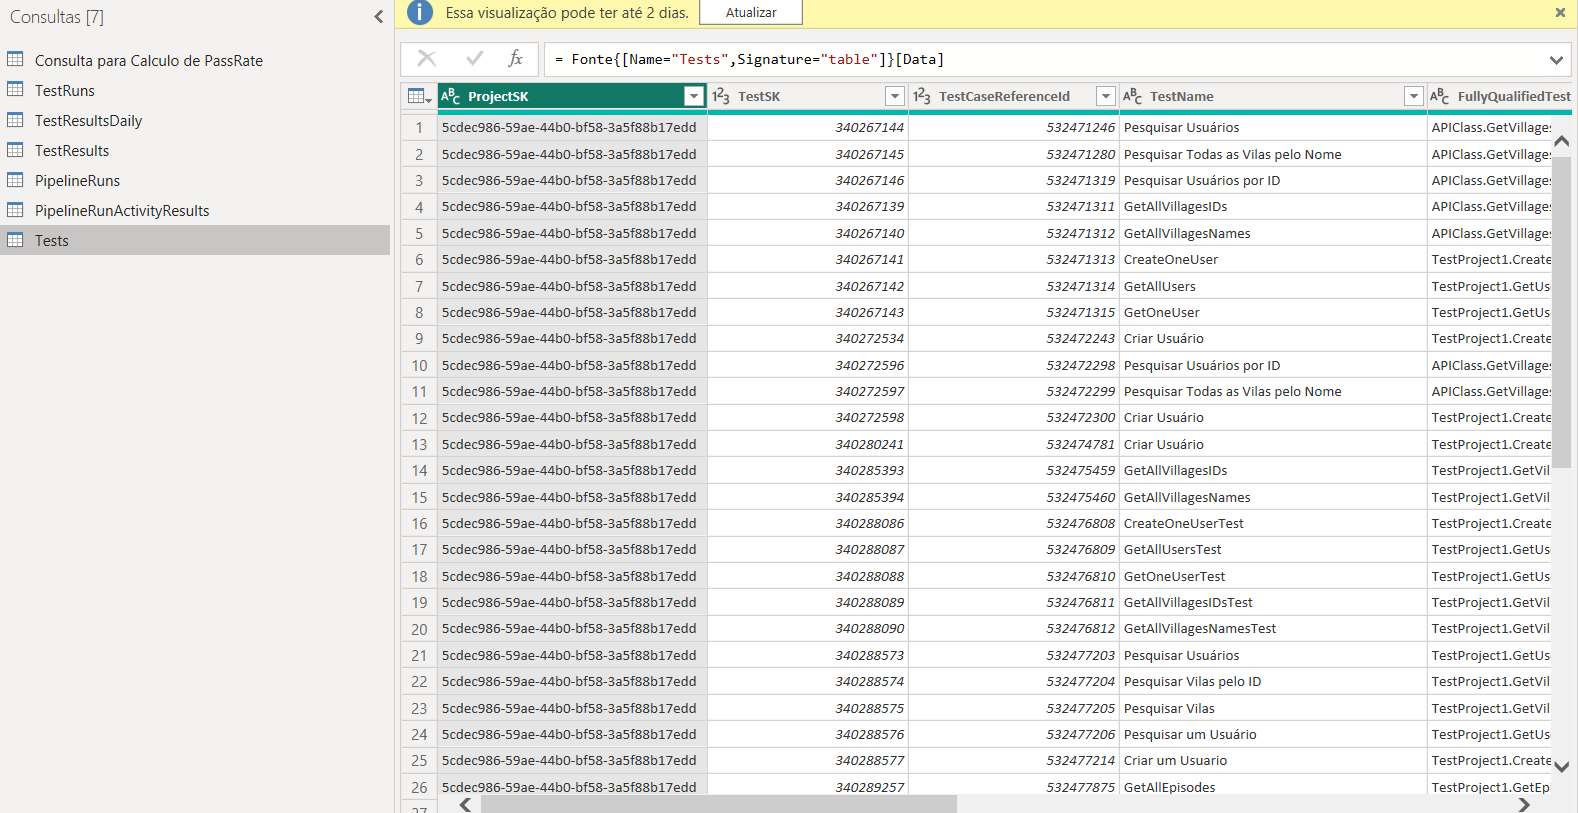 Consultas [7]
Essa visualização pode ter até 2 dias.
Atualizar
fx
= Fonte{[Name="Tests",Signature="table"]}[Data]
Consulta para Calculo de PassRate
TestRuns
TestResultsDaily
TestResults
PipelineRuns
PipelineRunActivityResults
Tests
ABC ProjectSK 123 TestSK 123 TestCaseReferenceId ABC TestName ABC FullyQualifiedTest
1 5cdec986-59ae-44b0-bf58-3a5f88b17edd 340267144 532471246 Pesquisar Usuários APIClass.GetVillages
2 5cdec986-59ae-44b0-bf58-3a5f88b17edd 340267145 532471280 Pesquisar Todas as Vilas pelo Nome APIClass.GetVillages
3 5cdec986-59ae-44b0-bf58-3a5f88b17edd 340267146 532471319 Pesquisar Usuários por ID APIClass.GetVillages
4 5cdec986-59ae-44b0-bf58-3a5f88b17edd 340267139 532471311 GetAllVillagesIDs APIClass.GetVillages
5 5cdec986-59ae-44b0-bf58-3a5f88b17edd 340267140 532471312 GetAllVillagesNames APIClass.GetVillages
6 5cdec986-59ae-44b0-bf58-3a5f88b17edd 340267141 532471313 CreateOneUser TestProject1.Create
7 5cdec986-59ae-44b0-bf58-3a5f88b17edd 340267142 532471314 GetAllUsers TestProject1.GetUs
8 5cdec986-59ae-44b0-bf58-3a5f88b17edd 340267143 532471315 GetOneUser TestProject1.GetUs
9 5cdec986-59ae-44b0-bf58-3a5f88b17edd 340272534 532472243 Criar Usuário TestProject1.Create
10 5cdec986-59ae-44b0-bf58-3a5f88b17edd 340272596 532472298 Pesquisar Usuários por ID APIClass.GetVillages
11 5cdec986-59ae-44b0-bf58-3a5f88b17edd 340272597 532472299 Pesquisar Todas as Vilas pelo Nome APIClass.GetVillages
12 5cdec986-59ae-44b0-bf58-3a5f88b17edd 340272598 532472300 Criar Usuário TestProject1.Create
13 5cdec986-59ae-44b0-bf58-3a5f88b17edd 340280241 532474781 Criar Usuário TestProject1.Create
14 5cdec986-59ae-44b0-bf58-3a5f88b17edd 340285393 532475459 GetAllVillagesIDs TestProject1.GetVil
15 5cdec986-59ae-44b0-bf58-3a5f88b17edd 340285394 532475460 GetAllVillagesNames TestProject1.GetVil
16 5cdec986-59ae-44b0-bf58-3a5f88b17edd 340288086 532476808 CreateOneUserTest TestProject1.Create
17 5cdec986-59ae-44b0-bf58-3a5f88b17edd 340288087 532476809 GetAllUsersTest TestProject1.GetUs
18 5cdec986-59ae-44b0-bf58-3a5f88b17edd 340288088 532476810 GetOneUserTest TestProject1.GetUs
19 5cdec986-59ae-44b0-bf58-3a5f88b17edd 340288089 532476811 GetAllVillagesIDsTest TestProject1.GetVil
20 5cdec986-59ae-44b0-bf58-3a5f88b17edd 340288090 532476812 GetAllVillagesNamesTest TestProject1.GetVil
21 5cdec986-59ae-44b0-bf58-3a5f88b17edd 340288573 532477203 Pesquisar Usuários TestProject1.GetUs
22 5cdec986-59ae-44b0-bf58-3a5f88b17edd 340288574 532477204 Pesquisar Vilas pelo ID TestProject1.GetVil
23 5cdec986-59ae-44b0-bf58-3a5f88b17edd 340288575 532477205 Pesquisar Vilas TestProject1.GetVil
24 5cdec986-59ae-44b0-bf58-3a5f88b17edd 340288576 532477206 Pesquisar um Usuário TestProject1.GetUs
25 5cdec986-59ae-44b0-bf58-3a5f88b17edd 340288577 532477214 Criar um Usuario TestProject1.Create
26 5cdec986-59ae-44b0-bf58-3a5f88b17edd 340289257 532477875 GetAllEpisodes TestProject1.GetEp
27